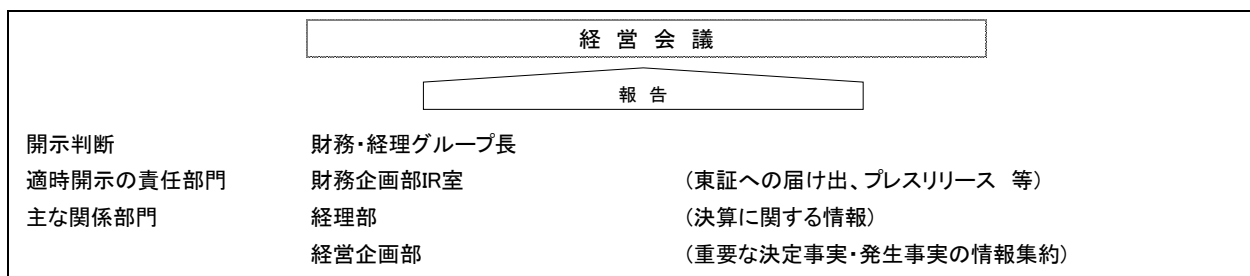 経 営 会 議
報 告
開示判断 財務・経理グループ長
適時開示の責任部門 財務企画部IR室 (東証への届け出、プレスリリース 等)
主な関係部門 経理部 (決算に関する情報)
経営企画部 (重要な決定事実・発生事実の情報集約)